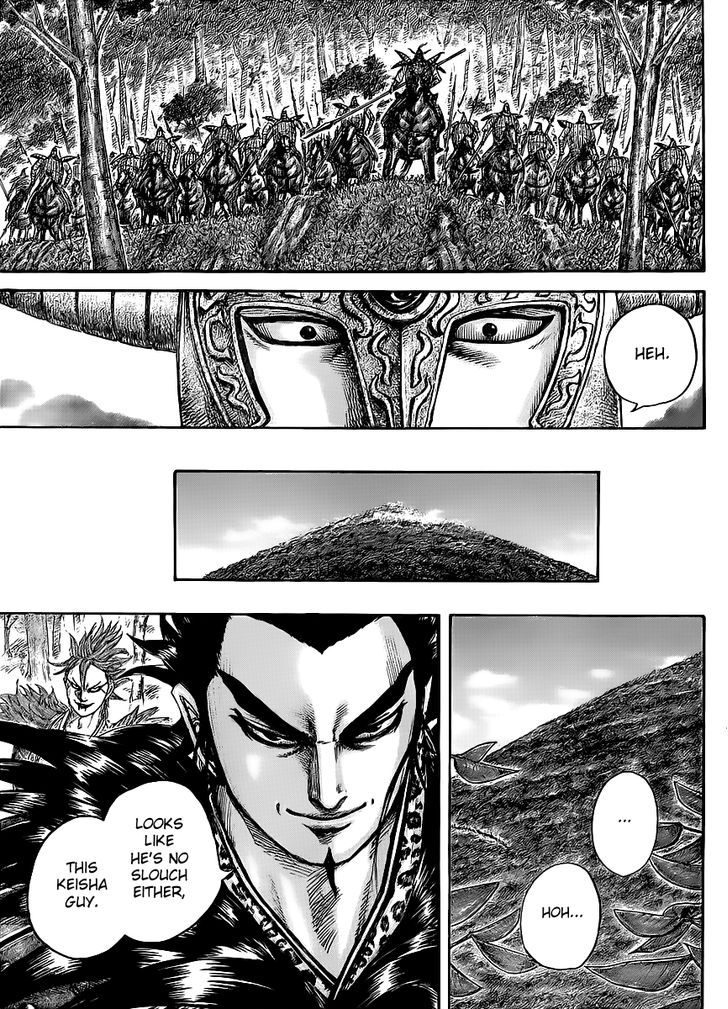 HEH.
...
HOH...
LOOKS
LIKE
HE'S NO
SLOUCH
EITHER,
THIS
KEISHA
GUY.